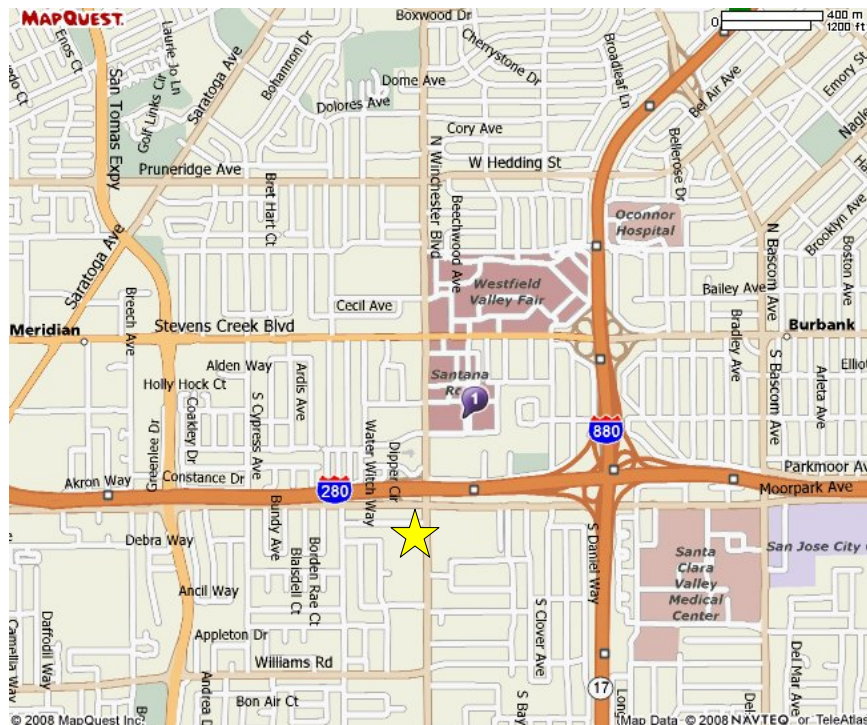 MAPQUEST.
400 m
0
1200 ft
Boxwood Dr
Enos Ct
Laurie Jo Ln
Golf Links Cir
Saratoga Ave
Bohannon Dr
Dome Ave
Dolores Ave
Cherrystone Dr
Broadleaf Ln
Bel Air Ave
Emory St
San Tomas Expy
Cory Ave
W Hedding St
Bellerose Dr
Pruneridge Ave
Bret Hart Ct
N Winchester Blvd
Beechwood Ave
Oconnor
Hospital
N Bascom Ave
Brooklyn Ave
Boston Ave
Saratoga Ave
Westfield
Valley Fair
Breech Ave
Cecil Ave
Bailey Ave
Bradley Ave
Meridian
Stevens Creek Blvd
Burbank
Alden Way
Holly Hock Ct
Coakley Dr
S Cypress Ave
Ardis Ave
Santana
1
S Bascom Ave
Aleta Ave
Elliot
Greenlee Dr
Water Witch Way
Dipper Cir
880
Akron Way
Constance Dr
280
Parkmoor Av
Moorpark Ave
Debra Way
Bundy Ave
Borden Rae Ct
Blaisdell Ct
S Daniel Way
Santa
Clara
Valley
Medical
Center
San Jose City
Ancil Way
S Clover Ave
Daffodil Way
Camellia Way
Appleton Dr
Williams Rd
Del Mar Ave
Bon Air Ct
Andrea D
S Bay
17
© 2008 MapQuest Inc.
Map Data © 2008 NAVTEQ or TeleAtla